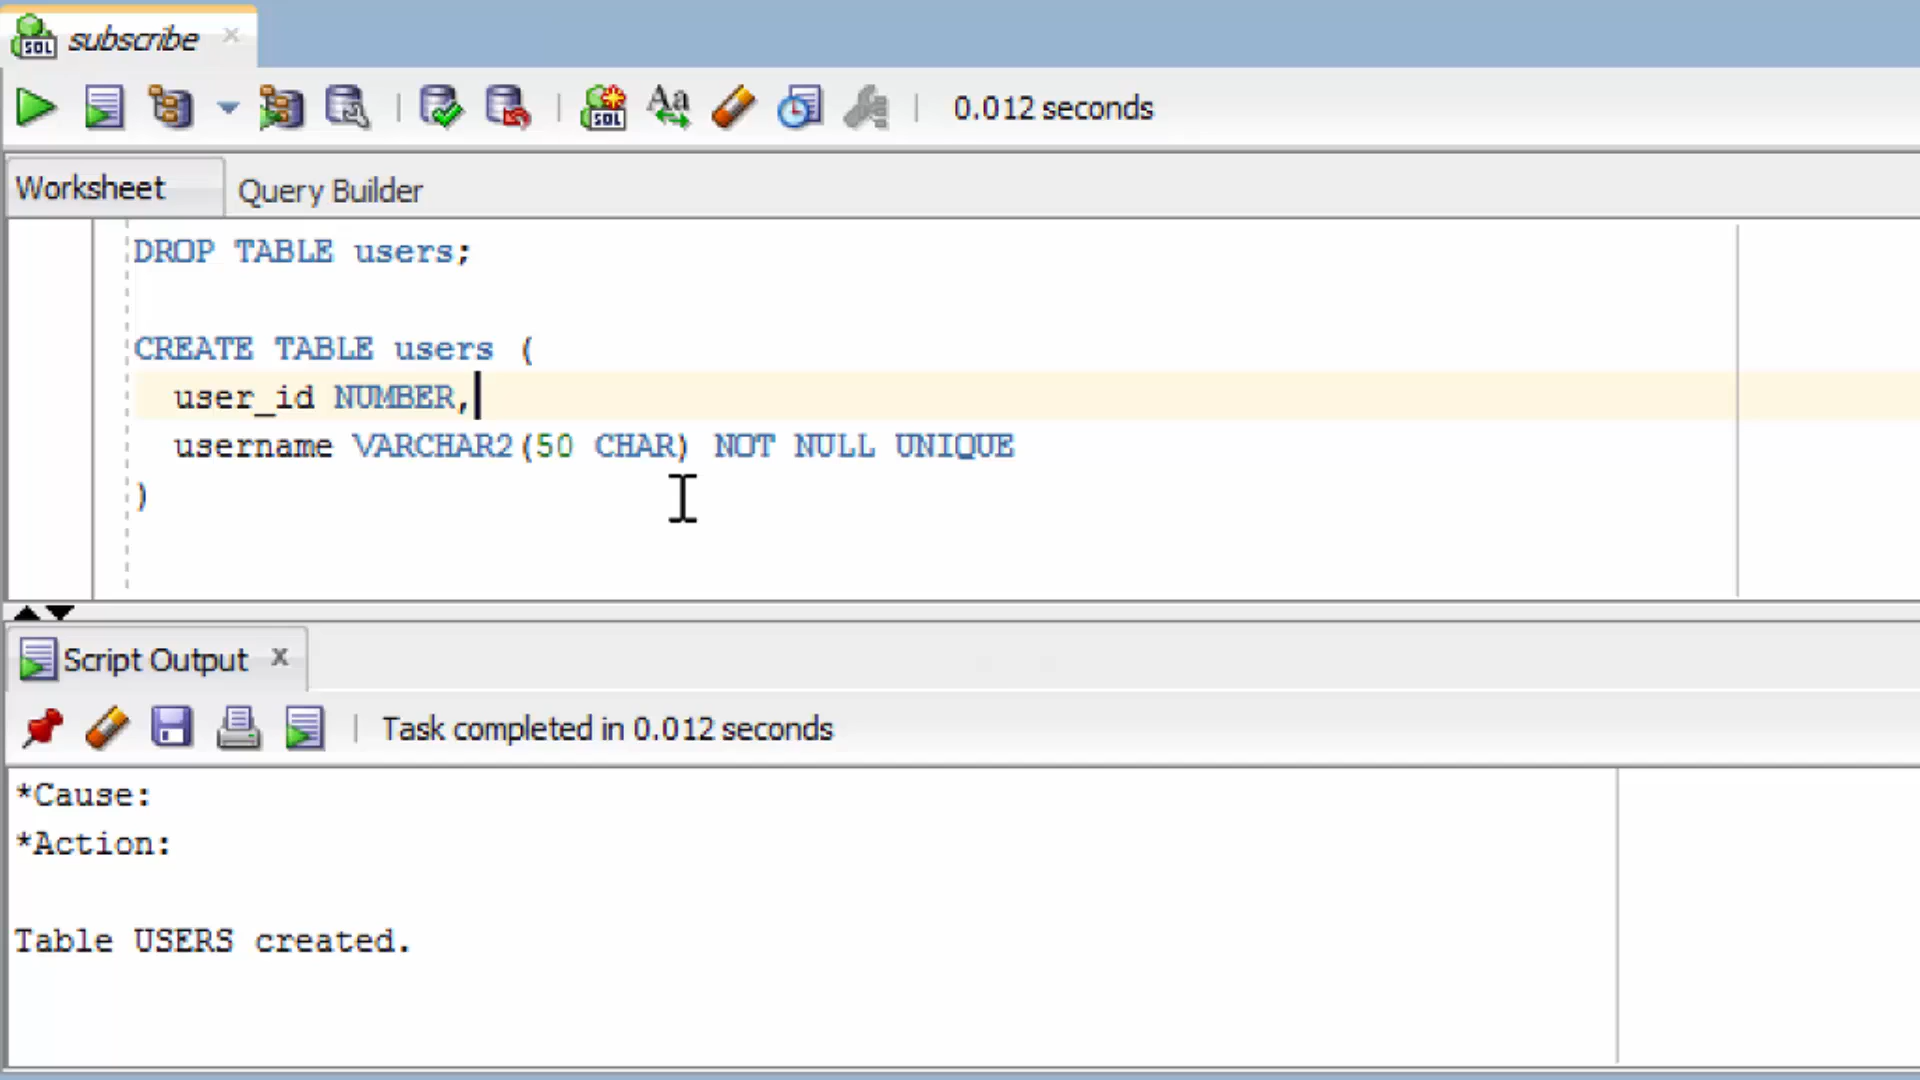 subscribe
0.012 seconds
Worksheet
Query Builder
DROP TABLE users;
CREATE TABLE users (
user_id NUMBER,
username VARCHAR2(50 CHAR) NOT NULL UNIQUE
)
Script Output
Task completed in 0.012 seconds
*Cause:
*Action:
Table USERS created.